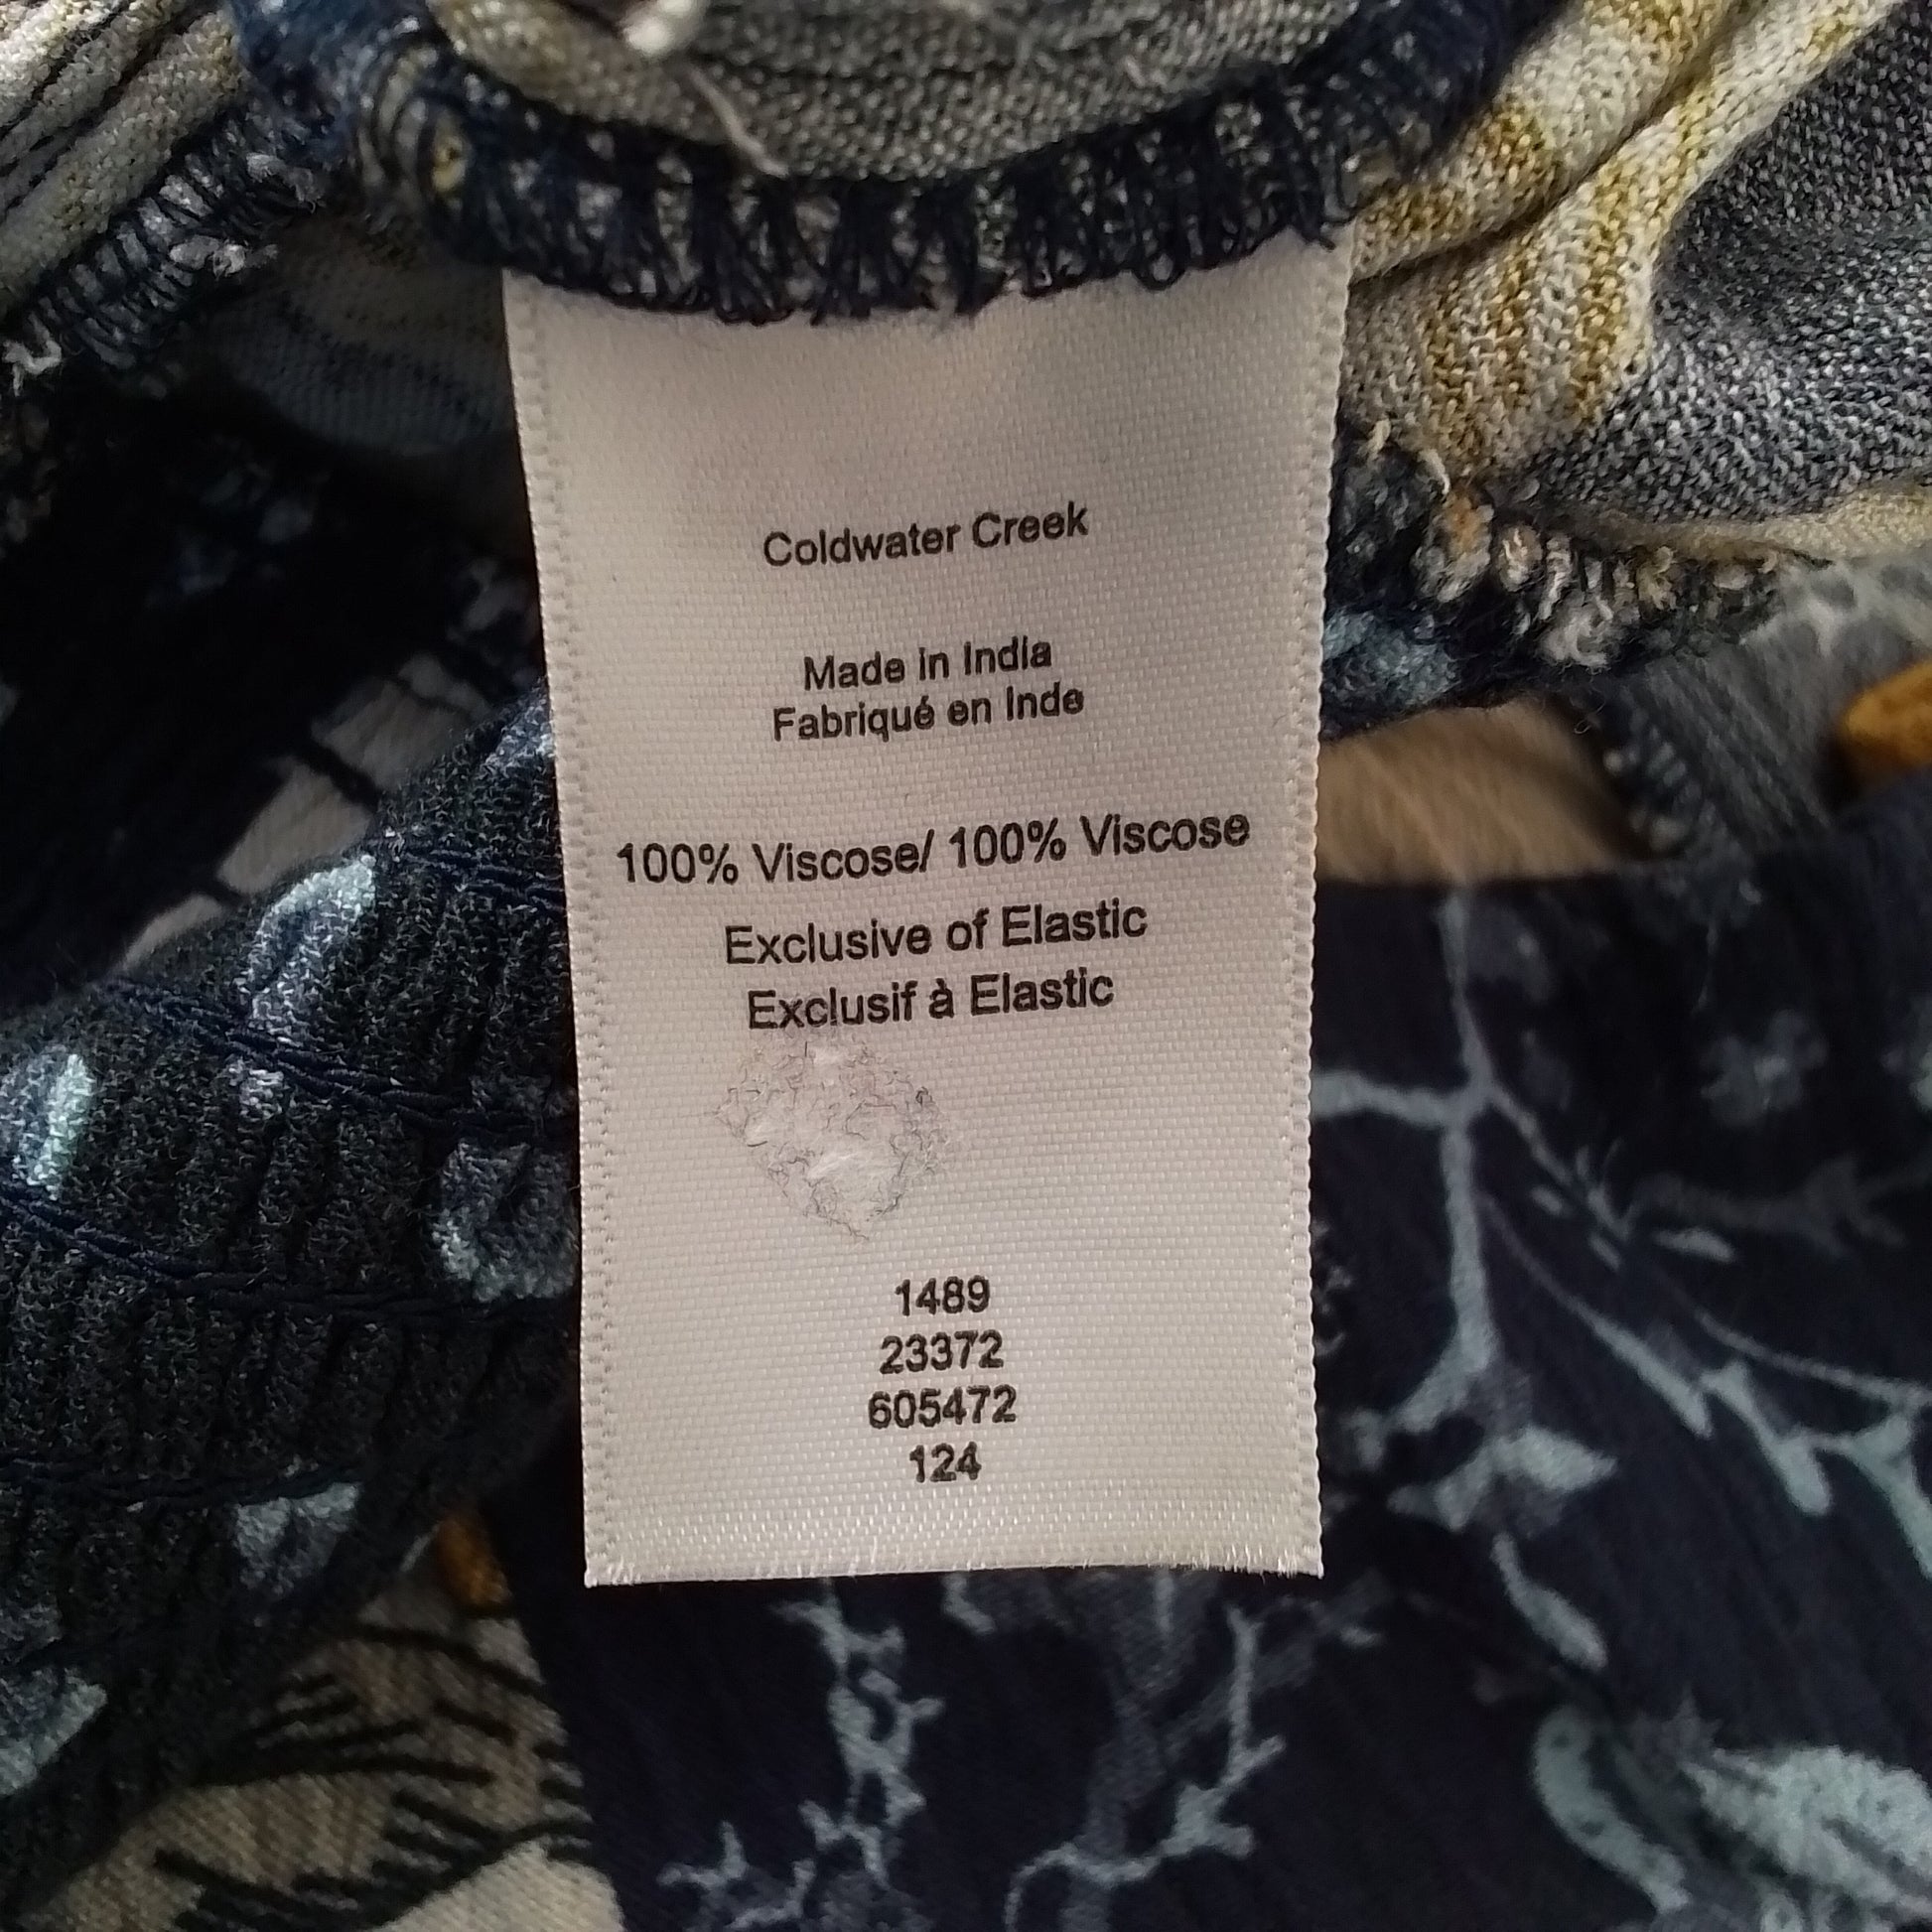 Coldwater Creek
Made in India
Fabriqué en Inde
100% Viscose/ 100% Viscose
Exclusive of Elastic
Exclusif à Elastic
1489
23372
605472
124